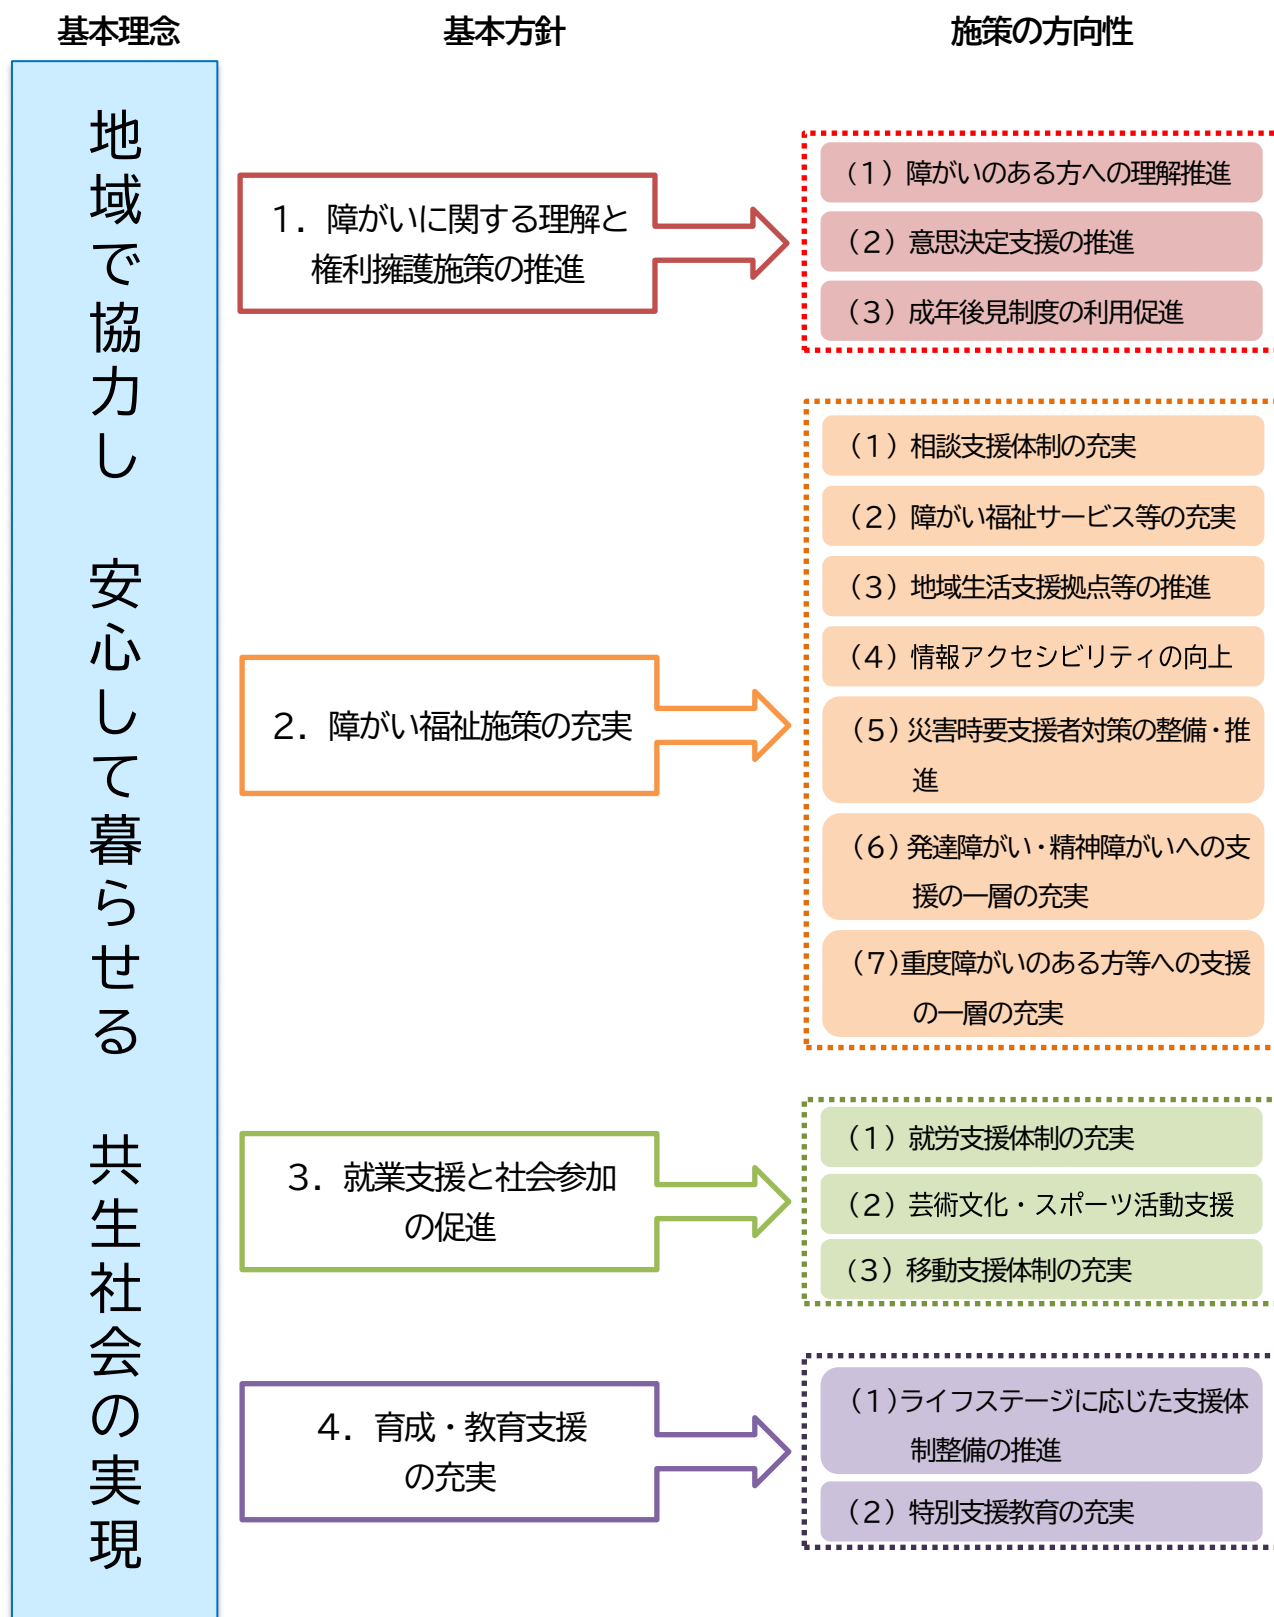 基本理念
基本方針
施策の方向性
地域で協力し　安心して暮らせる　共生社会の実現
1．障がいに関する理解と
権利擁護施策の推進
（1）障がいのある方への理解推進
（2）意思決定支援の推進
（3）成年後見制度の利用促進
2．障がい福祉施策の充実
（1）相談支援体制の充実
（2）障がい福祉サービス等の充実
（3）地域生活支援拠点等の推進
（4）情報アクセシビリティの向上
（5）災害時要支援者対策の整備・推
進
（6）発達障がい・精神障がいへの支
援の一層の充実
（7）重度障がいのある方等への支援
の一層の充実
3．就業支援と社会参加
の促進
（1）就労支援体制の充実
（2）芸術文化・スポーツ活動支援
（3）移動支援体制の充実
4．育成・教育支援
の充実
（1）ライフステージに応じた支援体
制整備の推進
（2）特別支援教育の充実